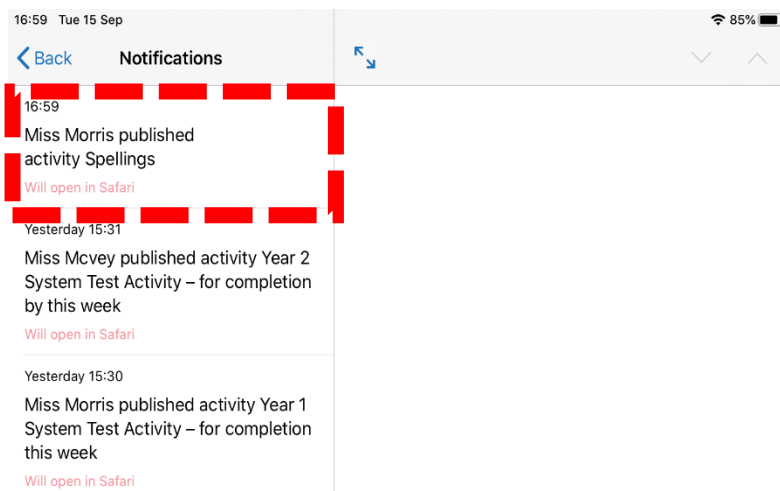 16:59 Tue 15 Sep 85%
Back Notifications
16:59
Miss Morris published
activity Spellings
Will open in Safari
Yesterday 15:31
Miss Mcvey published activity Year 2
System Test Activity – for completion
by this week
Will open in Safari
Yesterday 15:30
Miss Morris published activity Year 1
System Test Activity – for completion
this week
Will open in Safari